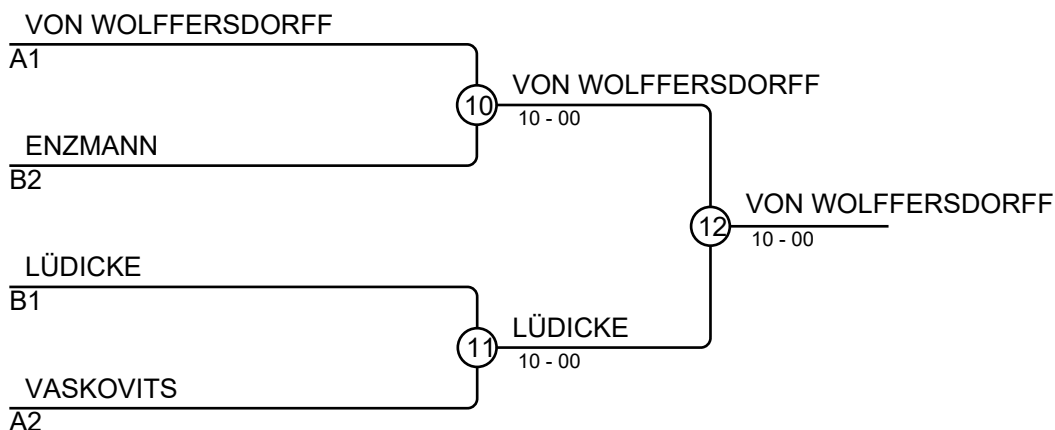 VON WOLFFERSDORFF
A1
10
VON WOLFFERSDORFF
10 - 00
ENZMANN
B2
12
VON WOLFFERSDORFF
10 - 00
LÜDICKE
B1
11
LÜDICKE
10 - 00
VASKOVITS
A2